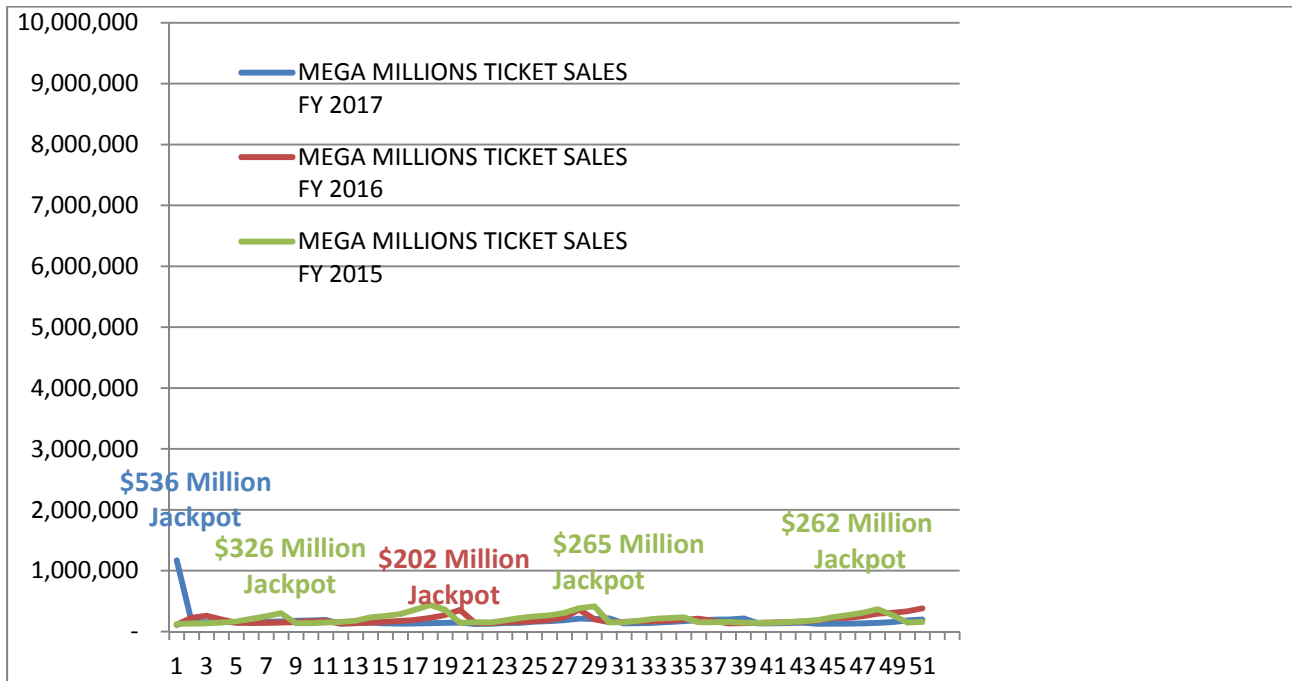 10,000,000
9,000,000
8,000,000
7,000,000
6,000,000
5,000,000
4,000,000
3,000,000
2,000,000
1,000,000
-
MEGA MILLIONS TICKET SALES
FY 2017
MEGA MILLIONS TICKET SALES
FY 2016
MEGA MILLIONS TICKET SALES
FY 2015
$536 Million
Jackpot
$326 Million
Jackpot
$202 Million
Jackpot
$265 Million
Jackpot
$262 Million
Jackpot
1 3 5 7 9 11 13 15 17 19 21 23 25 27 29 31 33 35 37 39 41 43 45 47 49 51